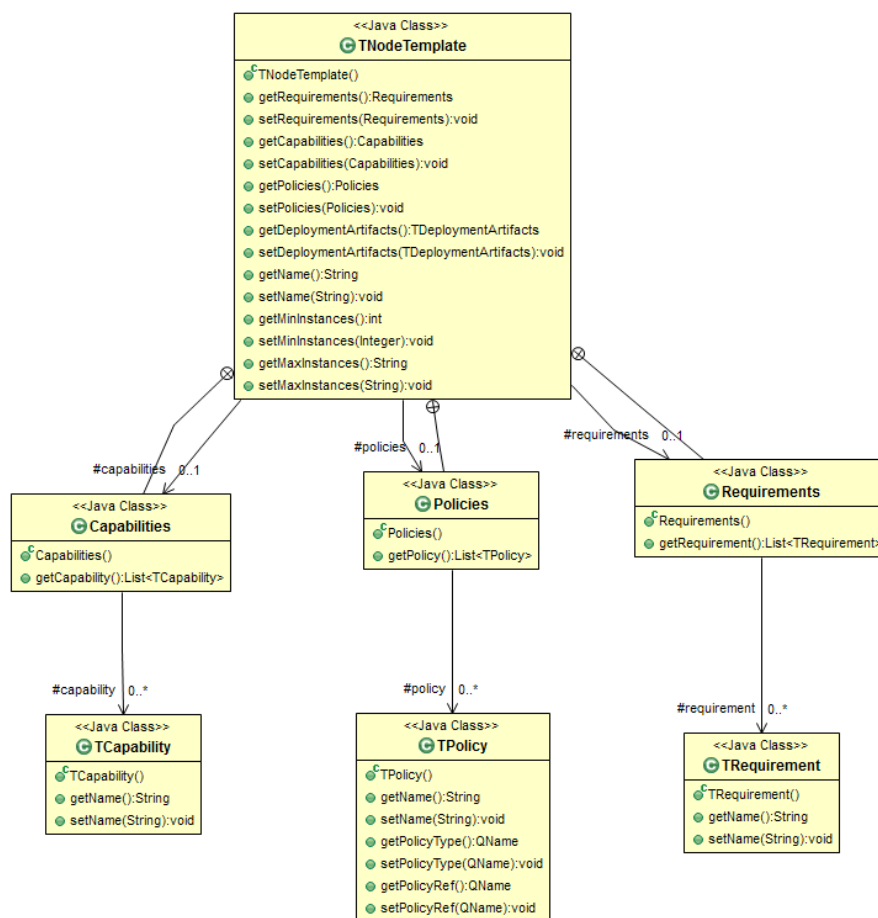 <<Java Class>>
TNodeTemplate
TNodeTemplate()
getRequirements():Requirements
setRequirements(Requirements):void
getCapabilities():Capabilities
setCapabilities(Capabilities):void
getPolicies():Policies
setPolicies(Policies):void
getDeploymentArtifacts():TDeploymentArtifacts
setDeploymentArtifacts(TDeploymentArtifacts):void
getName():String
setName(String):void
getMinInstances():int
setMinInstances(Integer):void
getMaxInstances():String
setMaxInstances(String):void
#capabilities 0..1
#policies 0..1
#requirements 0..1
<<Java Class>>
Capabilities
Capabilities()
getCapability():List<TCapability>
<<Java Class>>
Policies
Policies()
getPolicy():List<TPolicy>
<<Java Class>>
Requirements
Requirements()
getRequirement():List<TRequirement>
#capability 0..*
#policy 0..*
#requirement 0..*
<<Java Class>>
TCapability
TCapability()
getName():String
setName(String):void
<<Java Class>>
TPolicy
TPolicy()
getName():String
setName(String):void
getPolicyType():QName
setPolicyType(QName):void
getPolicyRef():QName
setPolicyRef(QName):void
<<Java Class>>
TRequirement
TRequirement()
getName():String
setName(String):void